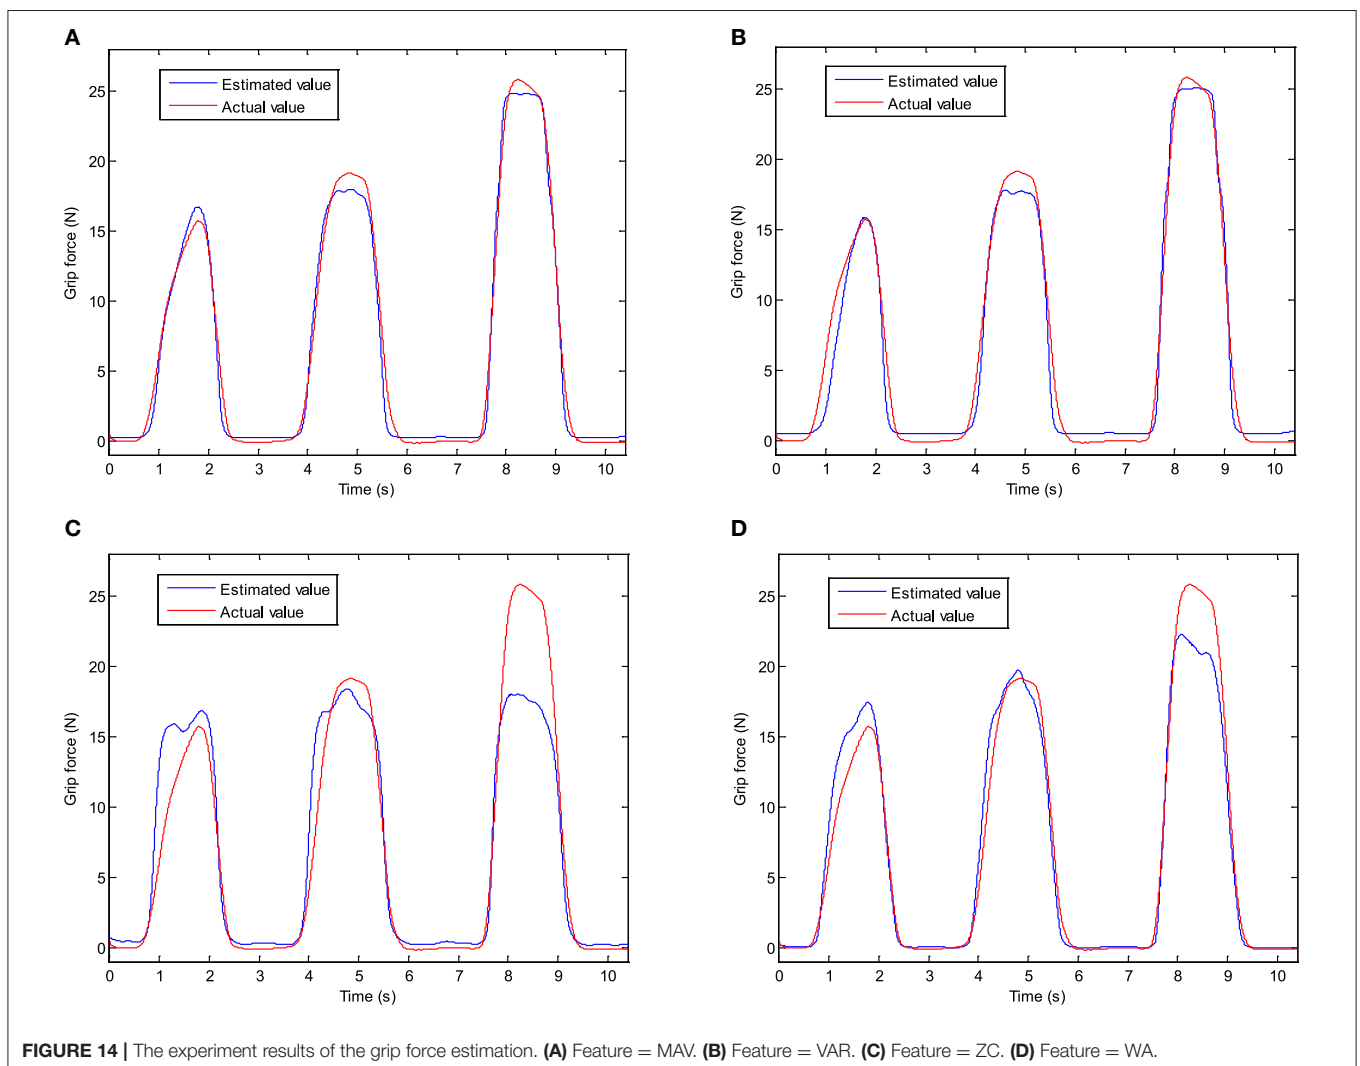 A
Estimated value
Actual value
Grip force (N)
25
20
15
10
5
0
0 1 2 3 4 5 6 7 8 9 10
Time (s)
B
Estimated value
Actual value
Grip force (N)
25
20
15
10
5
0
0 1 2 3 4 5 6 7 8 9 10
Time (s)
C
Estimated value
Actual value
Grip force (N)
25
20
15
10
5
0
0 1 2 3 4 5 6 7 8 9 10
Time (s)
D
Estimated value
Actual value
Grip force (N)
25
20
15
10
5
0
0 1 2 3 4 5 6 7 8 9 10
Time (s)
FIGURE 14 | The experiment results of the grip force estimation. (A) Feature = MAV. (B) Feature = VAR. (C) Feature = ZC. (D) Feature = WA.